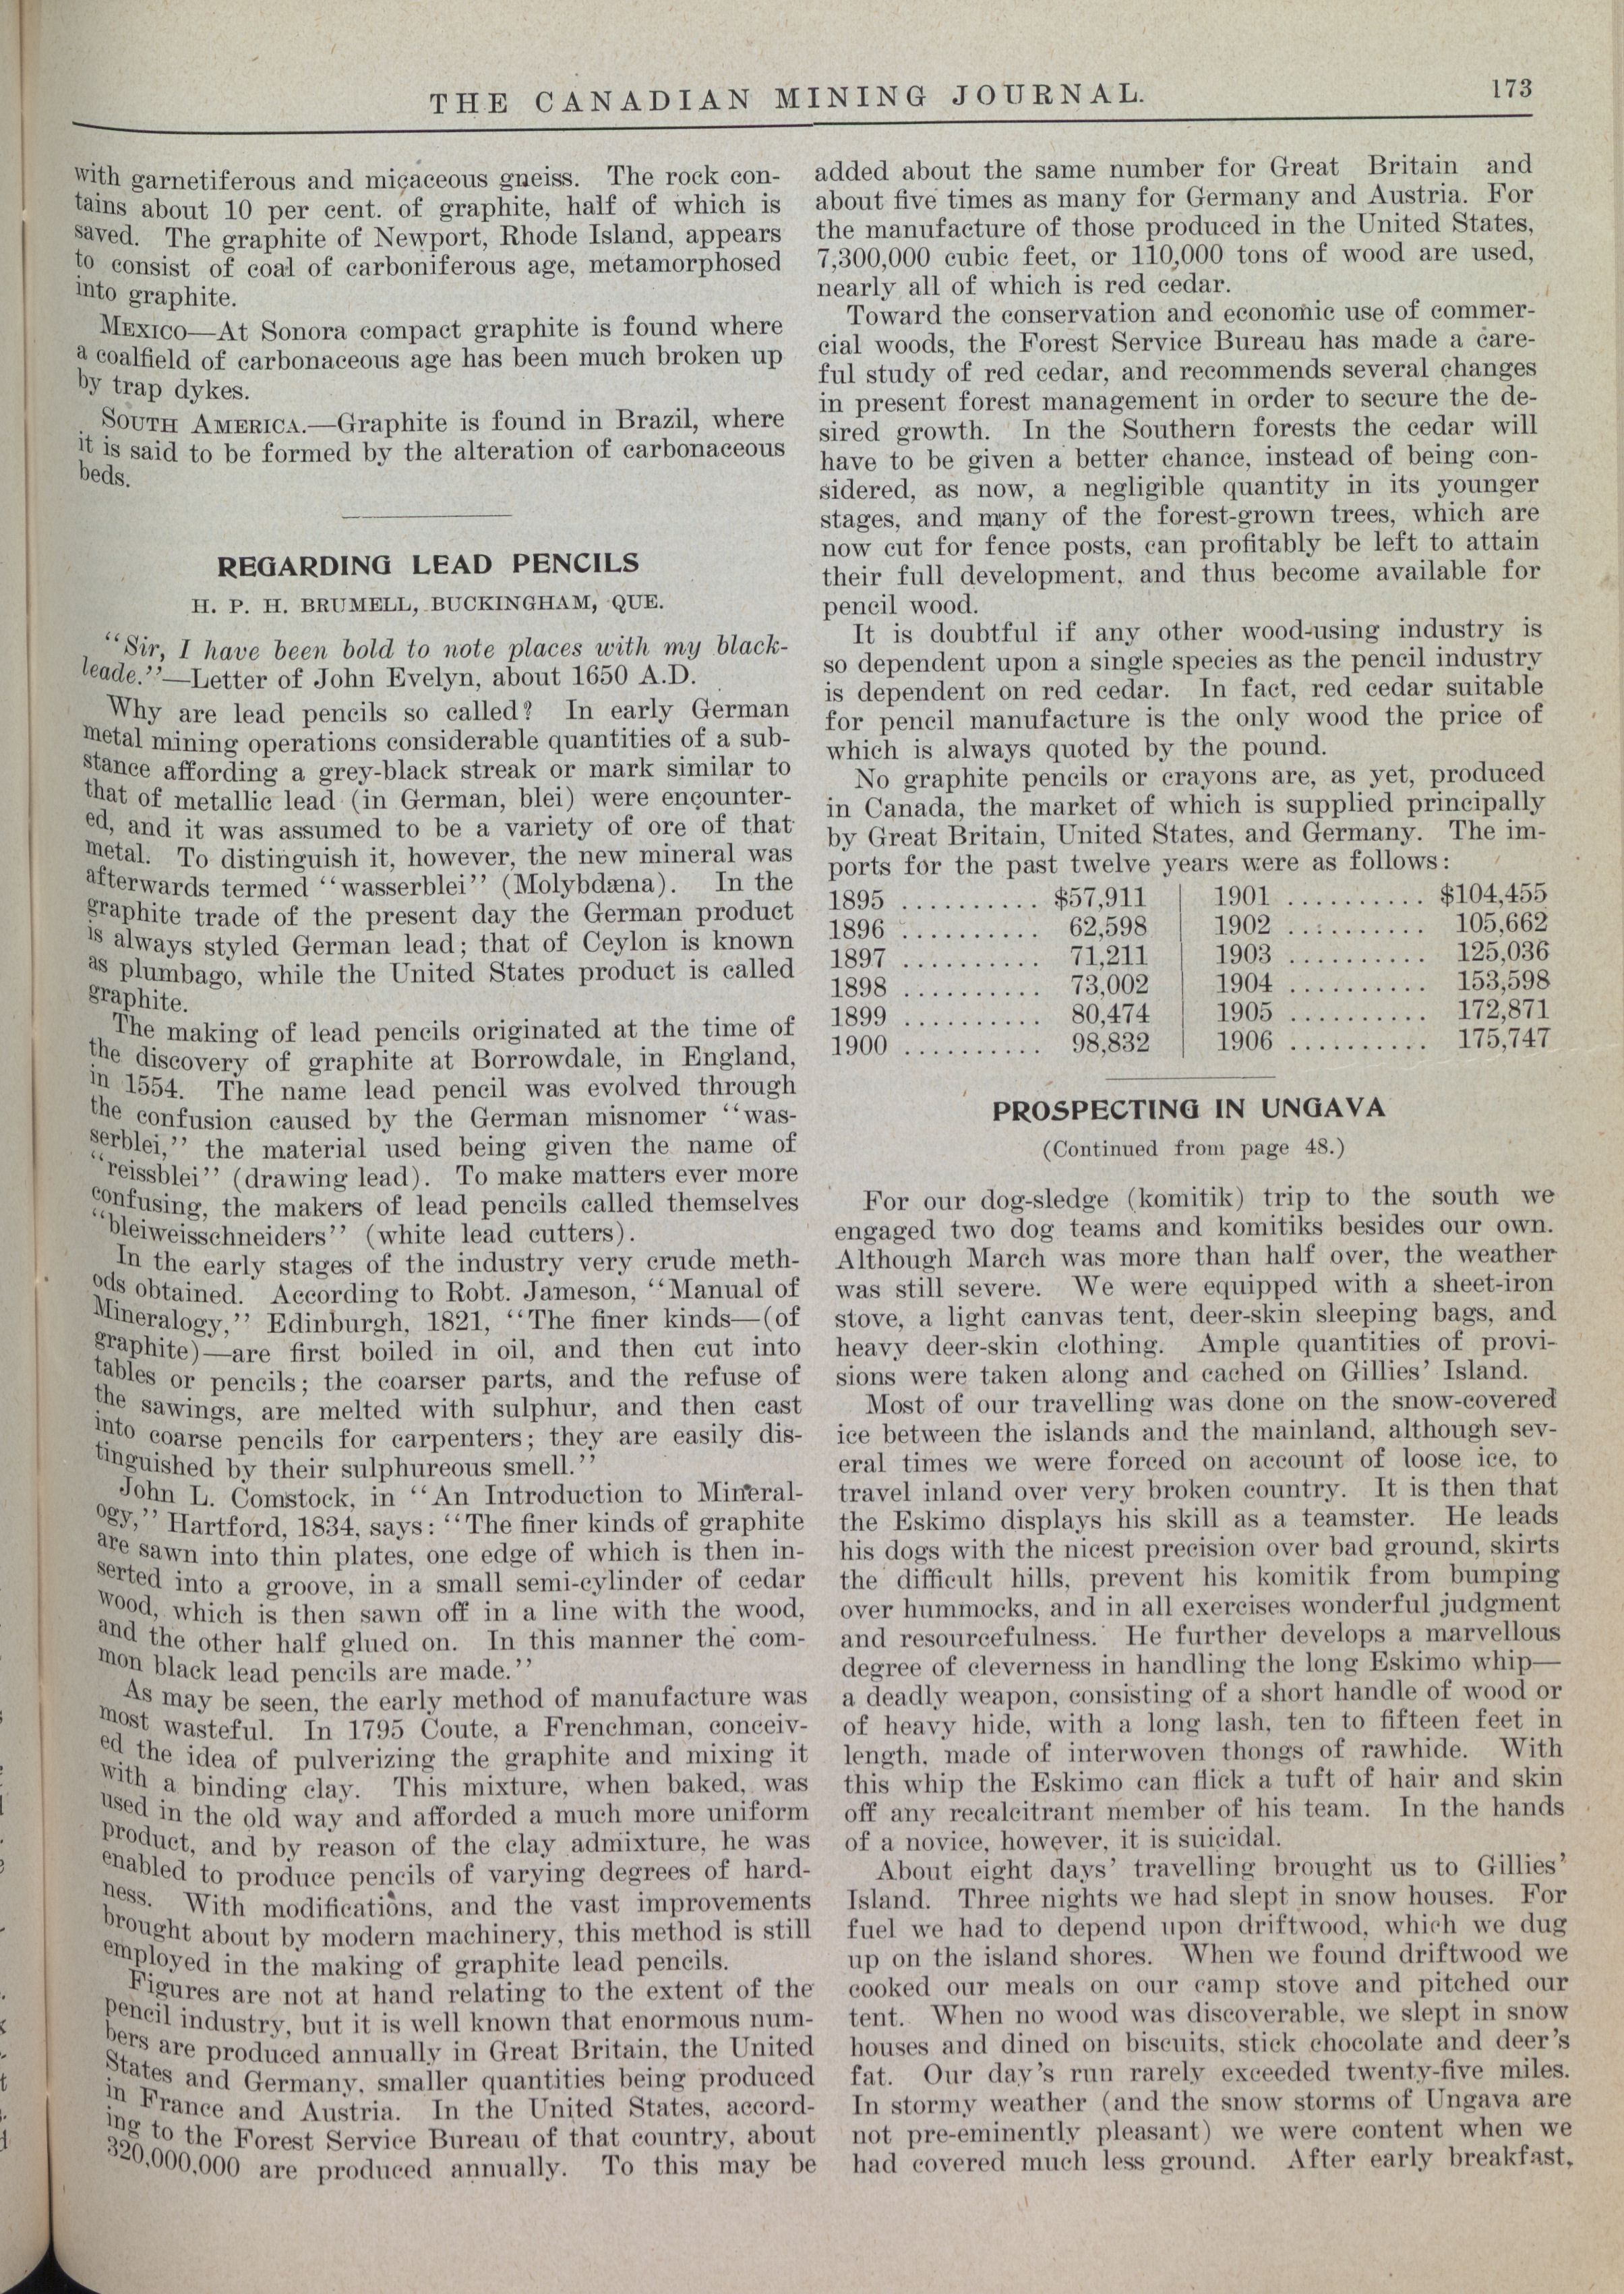 THE CANADIAN MINING JOURNAL.
173
with garnetiferous and micaceous gneiss. The rock con-
tains about 10 per cent. of graphite, half of which is
saved. The graphite of Newport, Rhode Island, appears
to consist of coal of carboniferous age, metamorphosed
into graphite.
MEXICO—At Sonora compact graphite is found where
a coalfield of carbonaceous age has been much broken up
by trap dykes.
SOUTH AMERICA.—Graphite is found in Brazil, where
it is said to be formed by the alteration of carbonaceous
beds.
REGARDING LEAD PENCILS
H. P. H. BRUMELL, BUCKINGHAM, QUE.
"Sir, I have been bold to note places with my black-
leade."—Letter of John Evelyn, about 1650 A.D.
Why are lead pencils so called? In early German
metal mining operations considerable quantities of a sub-
stance affording a grey-black streak or mark similar to
that of metallic lead (in German, blei) were encounter-
ed, and it was assumed to be a variety of ore of that
metal. To distinguish it, however, the new mineral was
afterwards termed "wasserblei" (Molybdæna). In the
graphite trade of the present day the German product
is always styled German lead; that of Ceylon is known
as plumbago, while the United States product is called
graphite.
The making of lead pencils originated at the time of
the discovery of graphite at Borrowdale, in England,
in 1554. The name lead pencil was evolved through
the confusion caused by the German misnomer "was-
serblei," the material used being given the name of
"reissblei" (drawing lead). To make matters ever more
confusing, the makers of lead pencils called themselves
"bleiweisschneiders" (white lead cutters).
In the early stages of the industry very crude meth-
ods obtained. According to Robt. Jameson, "Manual of
Mineralogy," Edinburgh, 1821, "The finer kinds—(of
graphite)—are first boiled in oil, and then cut into
tables or pencils; the coarser parts, and the refuse of
the sawings, are melted with sulphur, and then cast
into coarse pencils for carpenters; they are easily dis-
tinguished by their sulphureous smell."
John L. Comstock, in "An Introduction to Mineral-
ogy," Hartford, 1834, says: "The finer kinds of graphite
are sawn into thin plates, one edge of which is then in-
serted into a groove, in a small semi-cylinder of cedar
wood, which is then sawn off in a line with the wood,
and the other half glued on. In this manner the com-
mon black lead pencils are made."
As may be seen, the early method of manufacture was
most wasteful. In 1795 Coute, a Frenchman, conceiv-
ed the idea of pulverizing the graphite and mixing it
with a binding clay. This mixture, when baked, was
used in the old way and afforded a much more uniform
product, and by reason of the clay admixture, he was
enabled to produce pencils of varying degrees of hard-
ness. With modifications, and the vast improvements
brought about by modern machinery, this method is still
employed in the making of graphite lead pencils.
Figures are not at hand relating to the extent of the
pencil industry, but it is well known that enormous num-
bers are produced annually in Great Britain, the United
States and Germany, smaller quantities being produced
in France and Austria. In the United States, accord-
ing to the Forest Service Bureau of that country, about
320,000,000 are produced annually. To this may be
added about the same number for Great Britain and
about five times as many for Germany and Austria. For
the manufacture of those produced in the United States,
7,300,000 cubic feet, or 110,000 tons of wood are used,
nearly all of which is red cedar.
Toward the conservation and economic use of commer-
cial woods, the Forest Service Bureau has made a care-
ful study of red cedar, and recommends several changes
in present forest management in order to secure the de-
sired growth. In the Southern forests the cedar will
have to be given a better chance, instead of being con-
sidered, as now, a negligible quantity in its younger
stages, and many of the forest-grown trees, which are
now cut for fence posts, can profitably be left to attain
their full development, and thus become available for
pencil wood.
It is doubtful if any other wood-using industry is
so dependent upon a single species as the pencil industry
is dependent on red cedar. In fact, red cedar suitable
for pencil manufacture is the only wood the price of
which is always quoted by the pound.
No graphite pencils or crayons are, as yet, produced
in Canada, the market of which is supplied principally
by Great Britain, United States, and Germany. The im-
ports for the past twelve years were as follows:
1895 .......... $57,911 | 1901 .......... $104,455
1896 .......... 62,598 | 1902 .......... 105,662
1897 .......... 71,211 | 1903 .......... 125,036
1898 .......... 73,002 | 1904 .......... 153,598
1899 .......... 80,474 | 1905 .......... 172,871
1900 .......... 98,832 | 1906 .......... 175,747
PROSPECTING IN UNGAVA
(Continued from page 48.)
For our dog-sledge (komitik) trip to the south we
engaged two dog teams and komitiks besides our own.
Although March was more than half over, the weather
was still severe. We were equipped with a sheet-iron
stove, a light canvas tent, deer-skin sleeping bags, and
heavy deer-skin clothing. Ample quantities of provi-
sions were taken along and cached on Gillies' Island.
Most of our travelling was done on the snow-covered
ice between the islands and the mainland, although sev-
eral times we were forced on account of loose ice, to
travel inland over very broken country. It is then that
the Eskimo displays his skill as a teamster. He leads
his dogs with the nicest precision over bad ground, skirts
the difficult hills, prevent his komitik from bumping
over hummocks, and in all exercises wonderful judgment
and resourcefulness. He further develops a marvellous
degree of cleverness in handling the long Eskimo whip—
a deadly weapon, consisting of a short handle of wood or
of heavy hide, with a long lash, ten to fifteen feet in
length, made of interwoven thongs of rawhide. With
this whip the Eskimo can flick a tuft of hair and skin
off any recalcitrant member of his team. In the hands
of a novice, however, it is suicidal.
About eight days' travelling brought us to Gillies'
Island. Three nights we had slept in snow houses. For
fuel we had to depend upon driftwood, which we dug
up on the island shores. When we found driftwood we
cooked our meals on our camp stove and pitched our
tent. When no wood was discoverable, we slept in snow
houses and dined on biscuits, stick chocolate and deer's
fat. Our day's run rarely exceeded twenty-five miles.
In stormy weather (and the snow storms of Ungava are
not pre-eminently pleasant) we were content when we
had covered much less ground. After early breakfast,